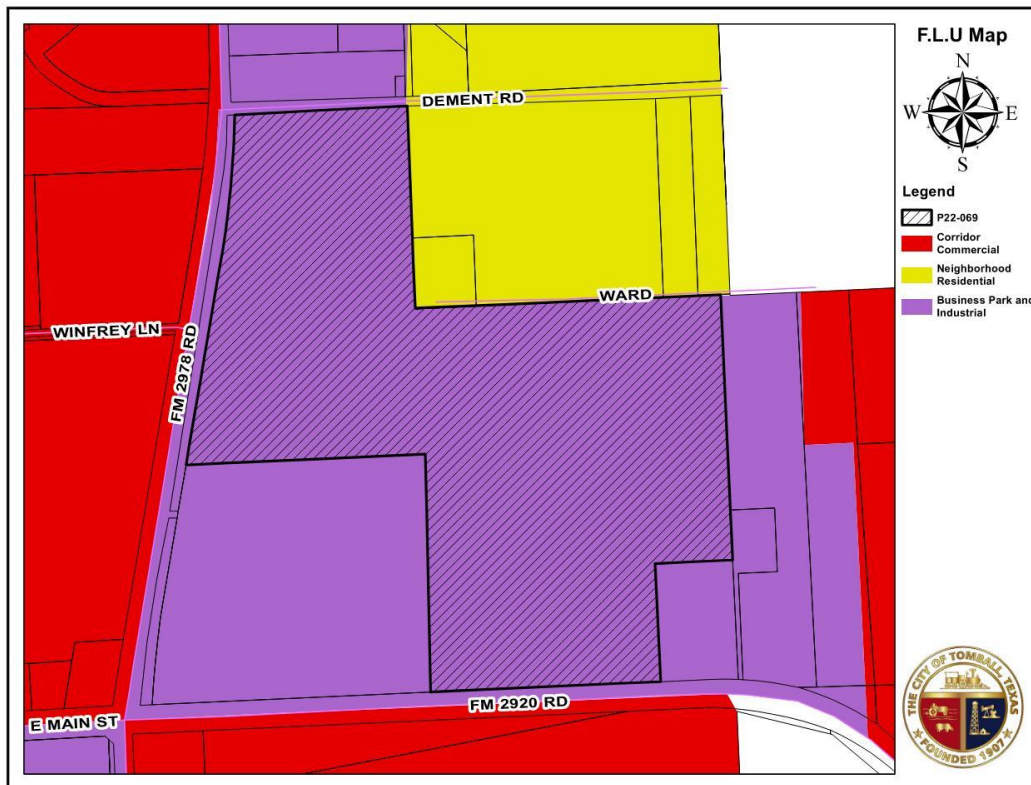 F.L.U Map
N
W
E
S
Legend
P22-069
Corridor
Commercial
Neighborhood
Residential
Business Park and
Industrial
DEMENT RD
WARD
WINFREY LN
FM 2978 RD
FM 2920 RD
E MAIN ST
THE CITY OF TOMBALL, TEXAS
FOUNDED 1907